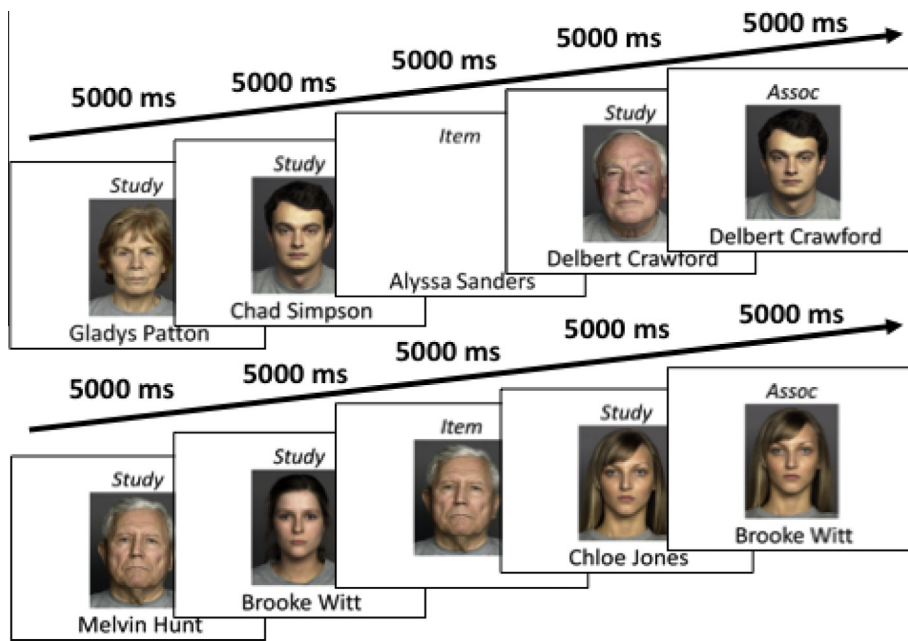 5000 ms
5000 ms
5000 ms
5000 ms
5000 ms
Study
Gladys Patton
Study
Chad Simpson
Item
Alyssa Sanders
Study
Delbert Crawford
Assoc
Delbert Crawford
5000 ms
5000 ms
5000 ms
5000 ms
5000 ms
Study
Melvin Hunt
Study
Brooke Witt
Item
Study
Chloe Jones
Assoc
Brooke Witt